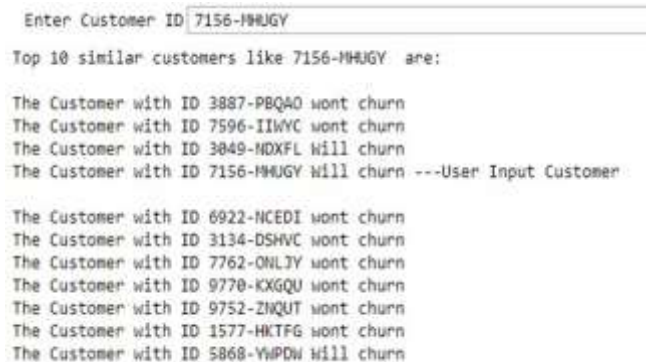 Enter Customer ID 7156-MHUGY
Top 10 similar customers like 7156-MHUGY are:
The Customer with ID 3887-PBQAO wont churn
The Customer with ID 7596-IIWYC wont churn
The Customer with ID 3049-NDXFL Will churn
The Customer with ID 7156-MHUGY Will churn ---User Input Customer
The Customer with ID 6922-NCEDI wont churn
The Customer with ID 3134-DSHVC wont churn
The Customer with ID 7762-ONLJY wont churn
The Customer with ID 9770-KXGQU wont churn
The Customer with ID 9752-ZNQUT wont churn
The Customer with ID 1577-HKTFG wont churn
The Customer with ID 5868-YWPDW Will churn